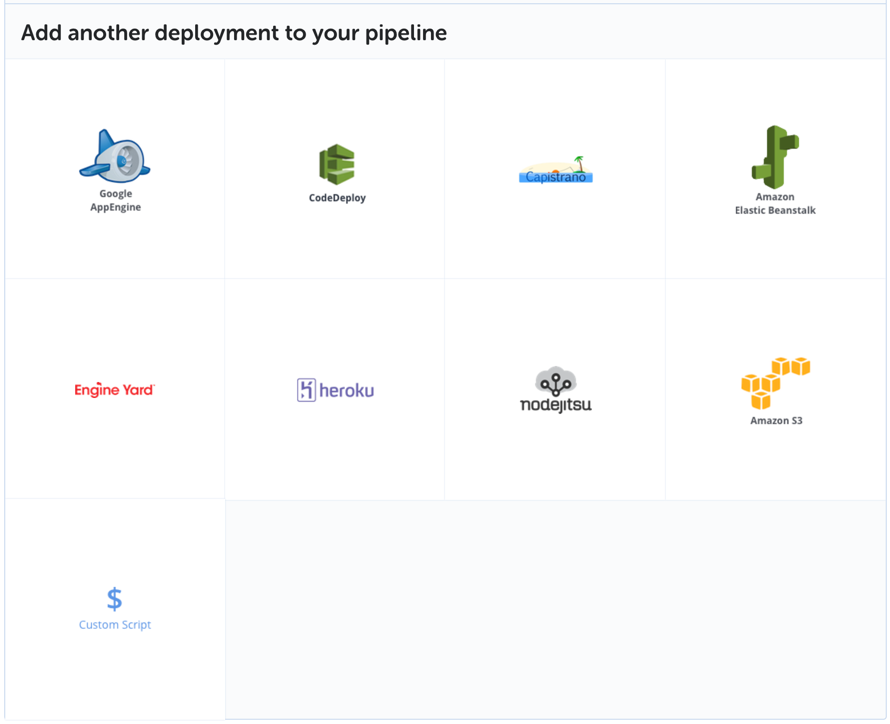 Add another deployment to your pipeline
Google
AppEngine
CodeDeploy
Capistrano
Amazon
Elastic Beanstalk
Engine Yard
heroku
nodejitsu
Amazon S3
$
Custom Script